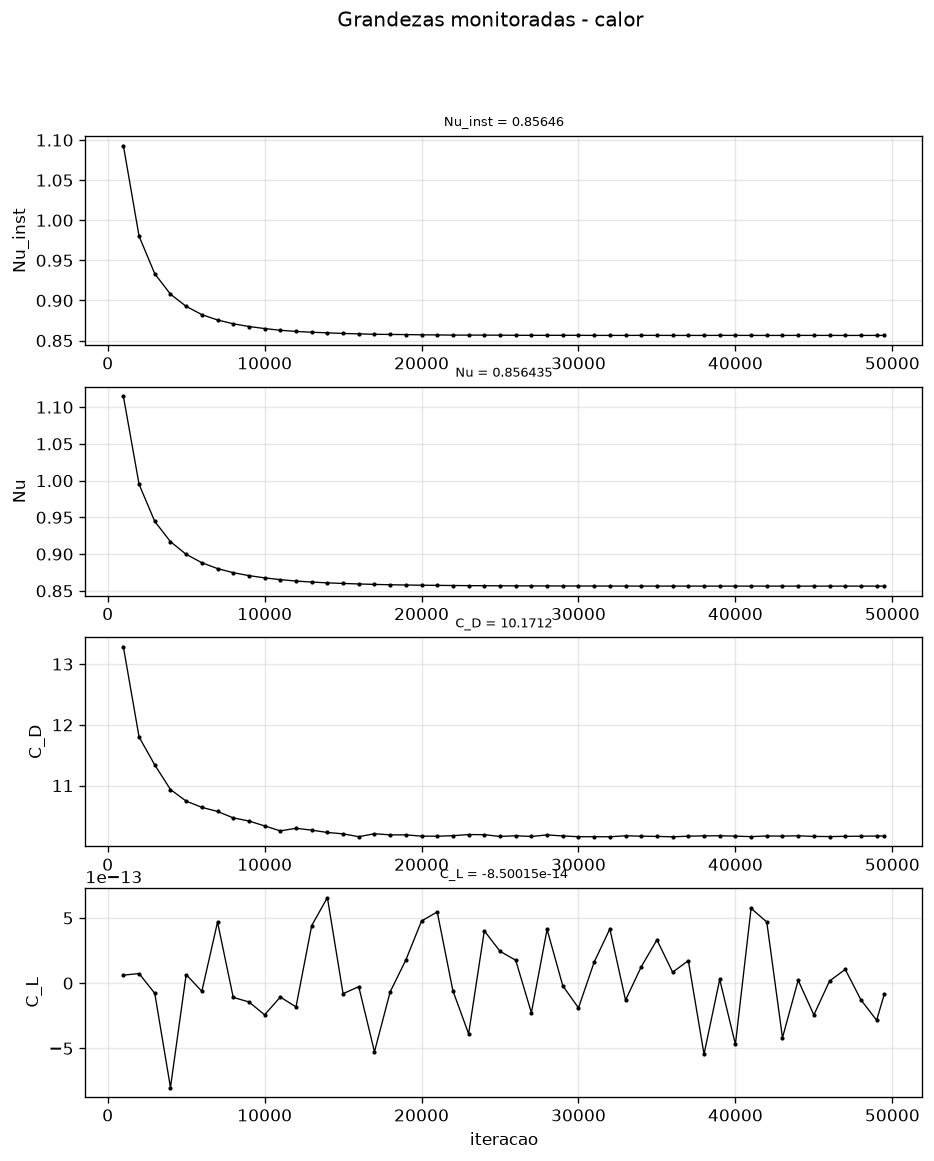 Grandezas monitoradas - calor
Nu_inst = 0.85646
1.10
1.05
1.00
0.95
0.90
0.85
Nu_inst
0 10000 20000 30000 40000 50000
Nu = 0.856435
1.10
1.05
1.00
0.95
0.90
0.85
Nu
0 10000 20000 30000 40000 50000
C_D = 10.1712
13
12
11
C_D
0 10000 20000 30000 40000 50000
1e−13
C_L = -8.50015e-14
5
0
−5
C_L
0 10000 20000 30000 40000 50000
iteracao